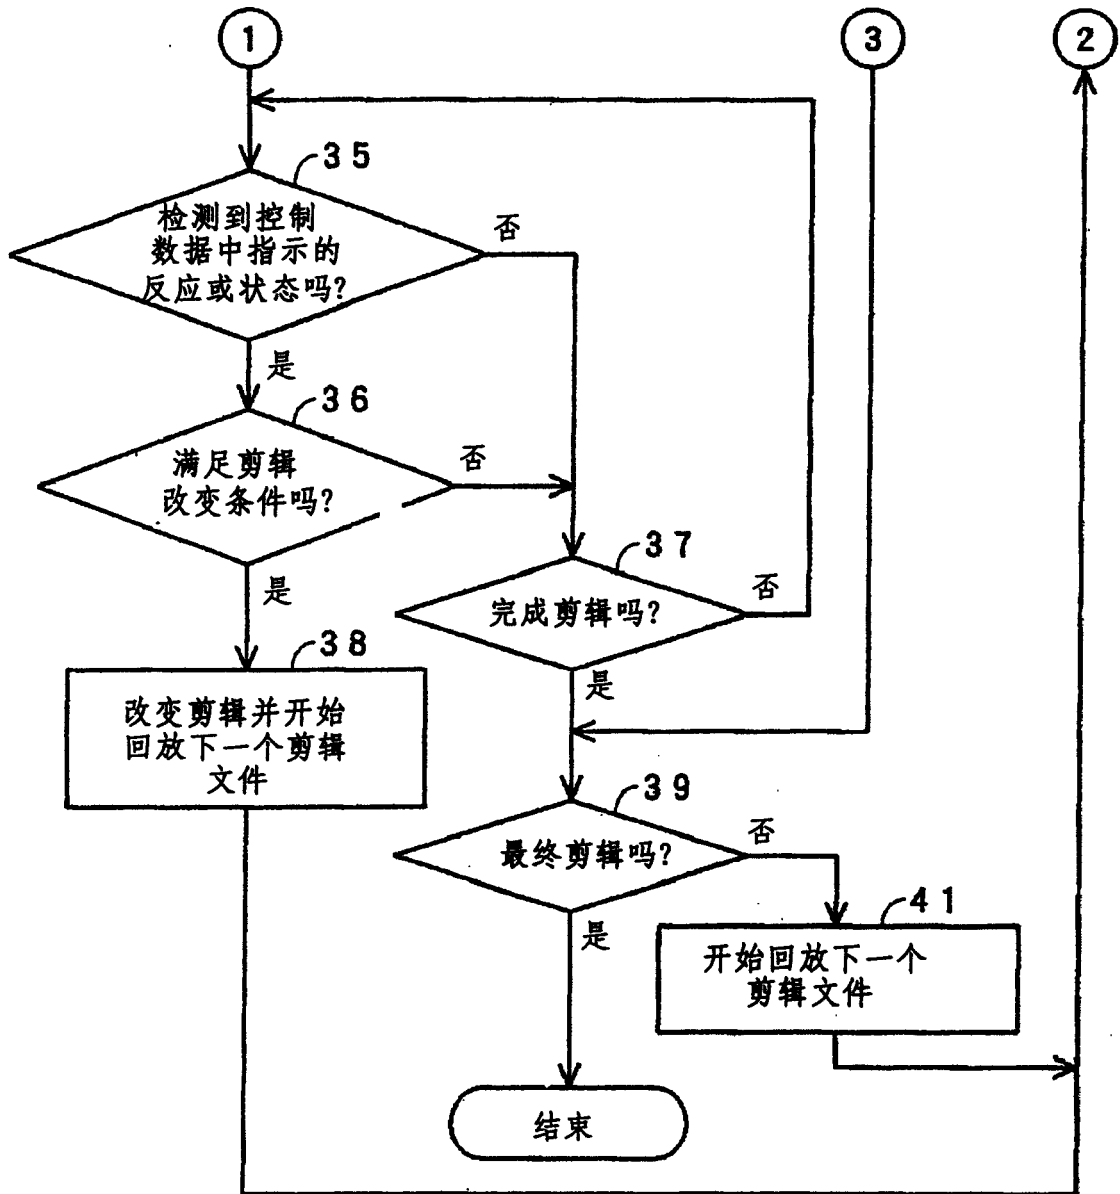 1
3
2
35
检测到控制
数据中指示的
反应或状态吗?
否
是
36
满足剪辑
改变条件吗?
否
是
37
完成剪辑吗?
否
是
38
改变剪辑并开始
回放下一个剪辑
文件
39
最终剪辑吗?
否
是
41
开始回放下一个
剪辑文件
结束